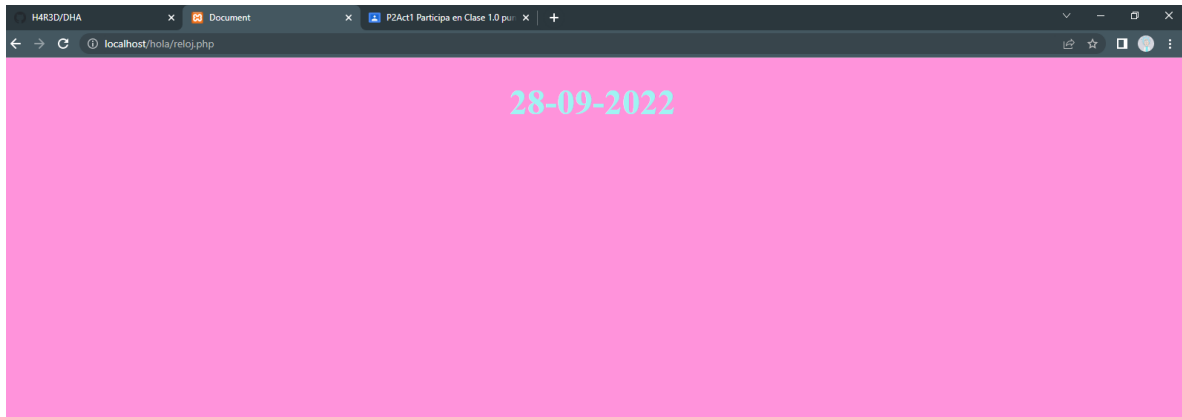 H4R3D/DHA
Document
P2Act1 Participa en Clase 1.0 pun
localhost/hola/reloj.php
28-09-2022